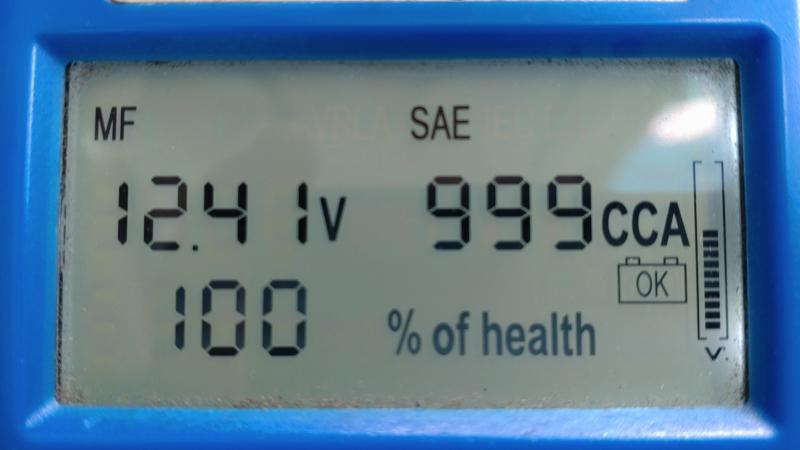 MF SAE
12.41V 999CCA
OK
100 % of health
V